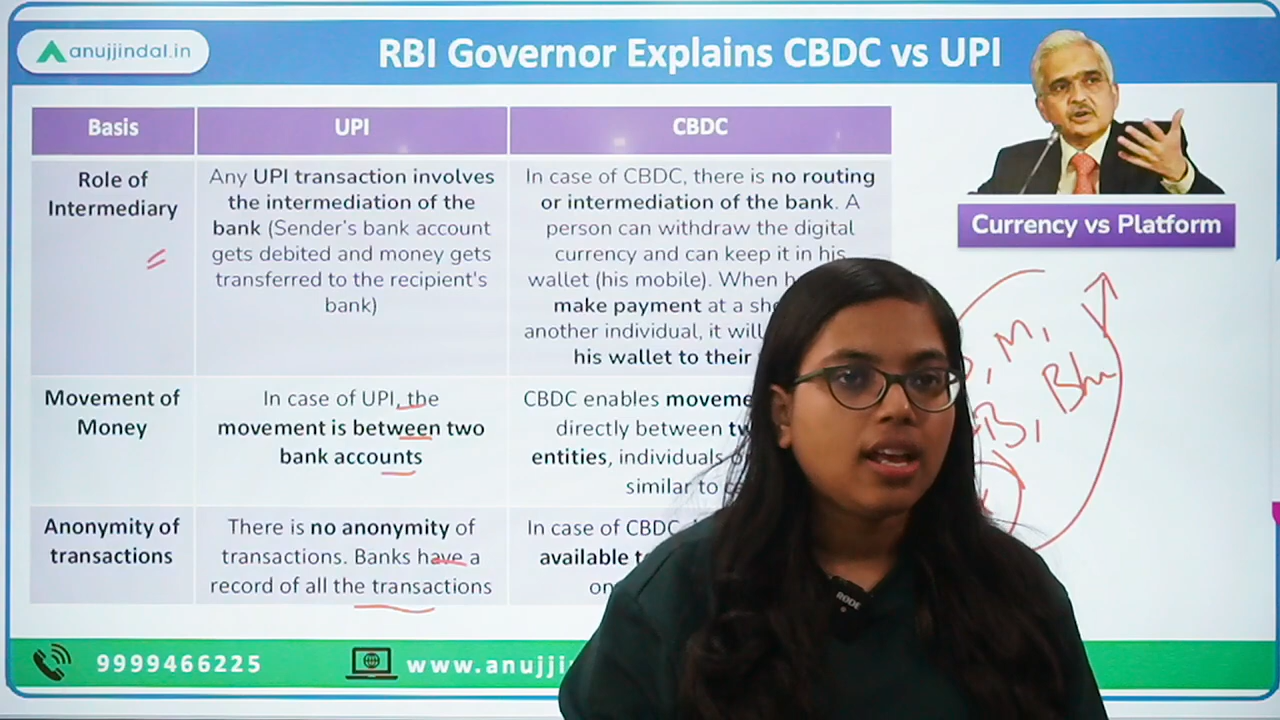 anujjindal.in
RBI Governor Explains CBDC vs UPI
Basis
UPI
CBDC
Role of
Intermediary
Any UPI transaction involves
the intermediation of the
bank (Sender's bank account
gets debited and money gets
transferred to the recipient's
bank)
In case of CBDC, there is no routing
or intermediation of the bank. A
person can withdraw the digital
currency and can keep it in his
wallet (his mobile). When
make payment at a
another individual, it will
his wallet to their
Movement of
Money
In case of UPI, the
movement is between two
bank accounts
CBDC enables
directly between
entities, individuals
similar to
Anonymity of
transactions
There is no anonymity of
transactions. Banks have a
record of all the transactions
In case of CBDC
available
Currency vs Platform
M,
B,
RODE
9999466225